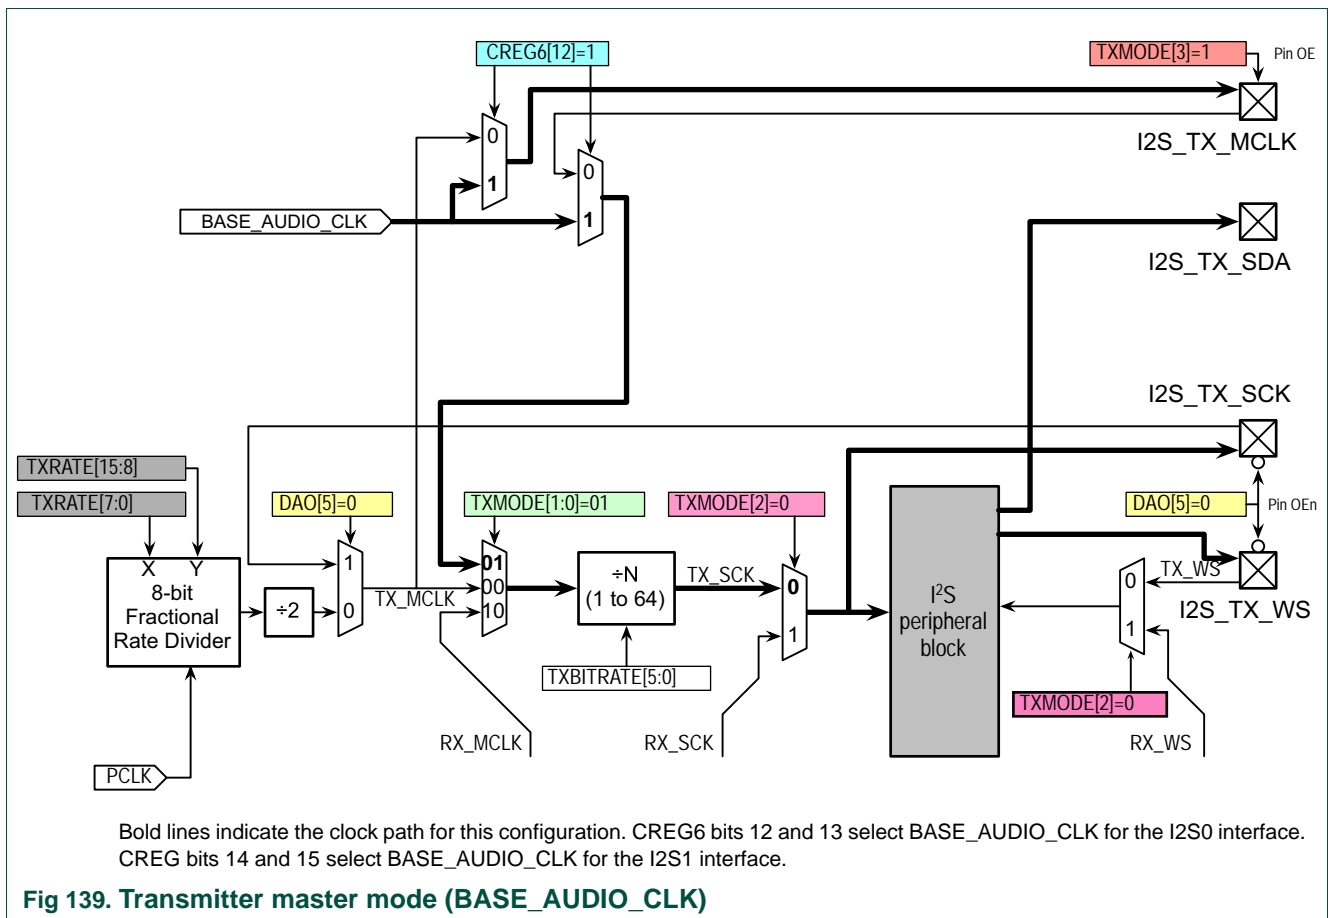 CREG6[12]=1
TXMODE[3]=1
Pin OE
0
1
I2S_TX_MCLK
0
1
BASE_AUDIO_CLK
I2S_TX_SDA
I2S_TX_SCK
TXRATE[15:8]
TXRATE[7:0]
DAO[5]=0
TXMODE[1:0]=01
TXMODE[2]=0
DAO[5]=0
Pin OEn
X Y
8-bit
Fractional
Rate Divider
÷2
1
0
TX_MCLK
01
00
10
÷N
(1 to 64)
TX_SCK
0
1
I²S
peripheral
block
0
1
TX_WS
I2S_TX_WS
TXBITRATE[5:0]
TXMODE[2]=0
RX_MCLK
RX_SCK
RX_WS
PCLK
Bold lines indicate the clock path for this configuration. CREG6 bits 12 and 13 select BASE_AUDIO_CLK for the I2S0 interface.
CREG bits 14 and 15 select BASE_AUDIO_CLK for the I2S1 interface.
Fig 139. Transmitter master mode (BASE_AUDIO_CLK)